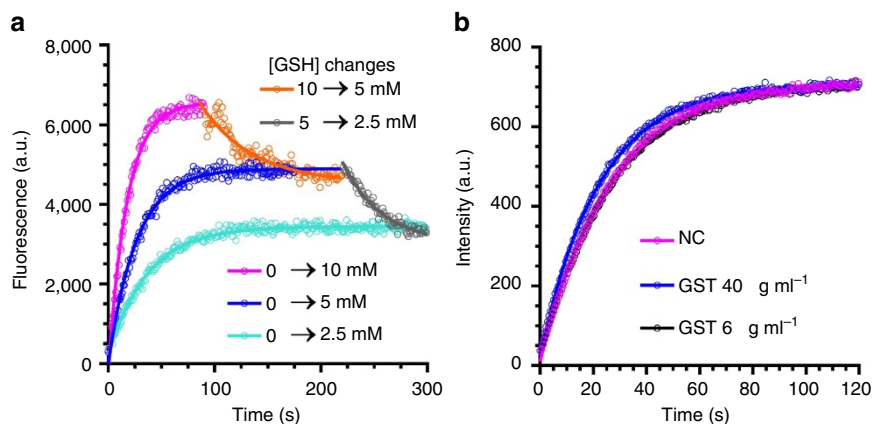 a
8,000
6,000
4,000
2,000
0
Fluorescence (a.u.)
[GSH] changes
10 → 5 mM
5 → 2.5 mM
0 → 10 mM
0 → 5 mM
0 → 2.5 mM
0 100 200 300
Time (s)
b
800
600
400
200
0
Intensity (a.u.)
NC
GST 40 g ml⁻¹
GST 6 g ml⁻¹
0 20 40 60 80 100 120
Time (s)